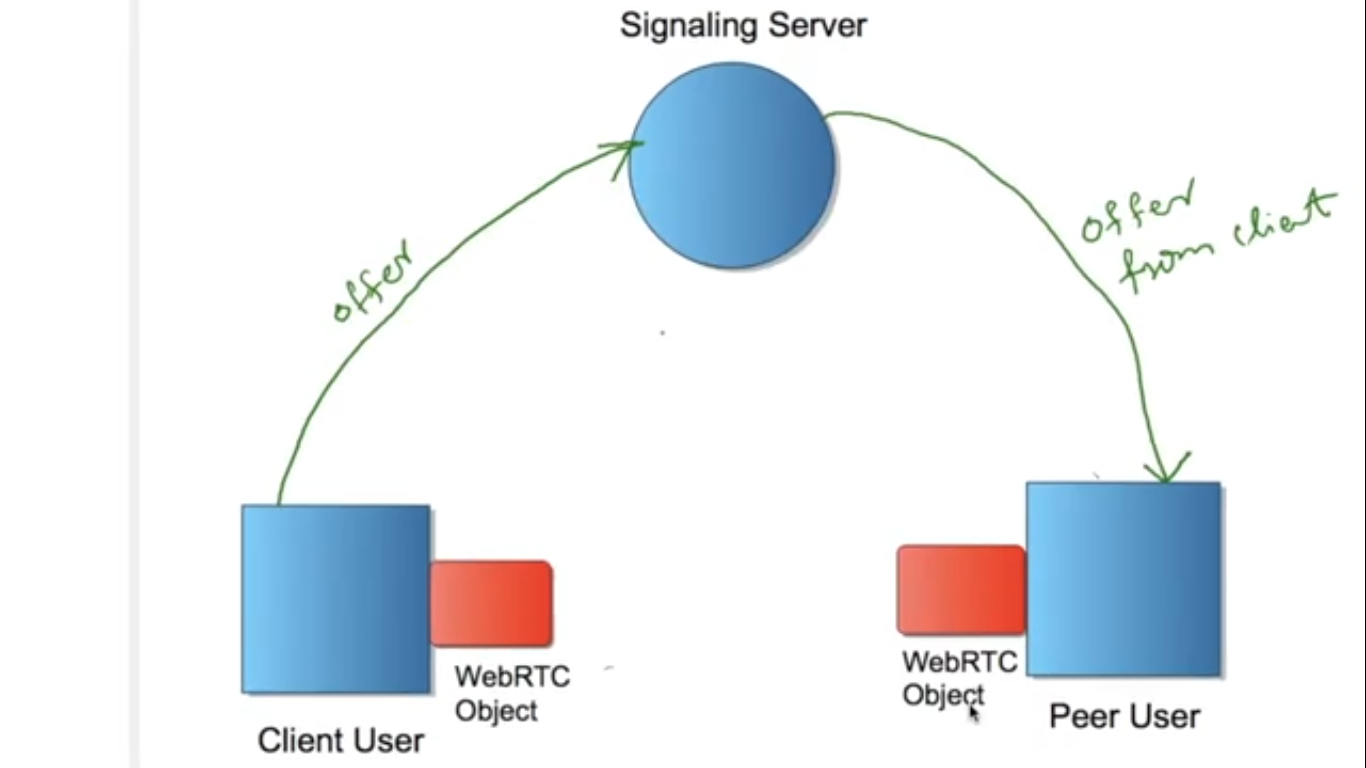 Signaling Server
offer
offer
from client
WebRTC
Object
Client User
WebRTC
Object
Peer User